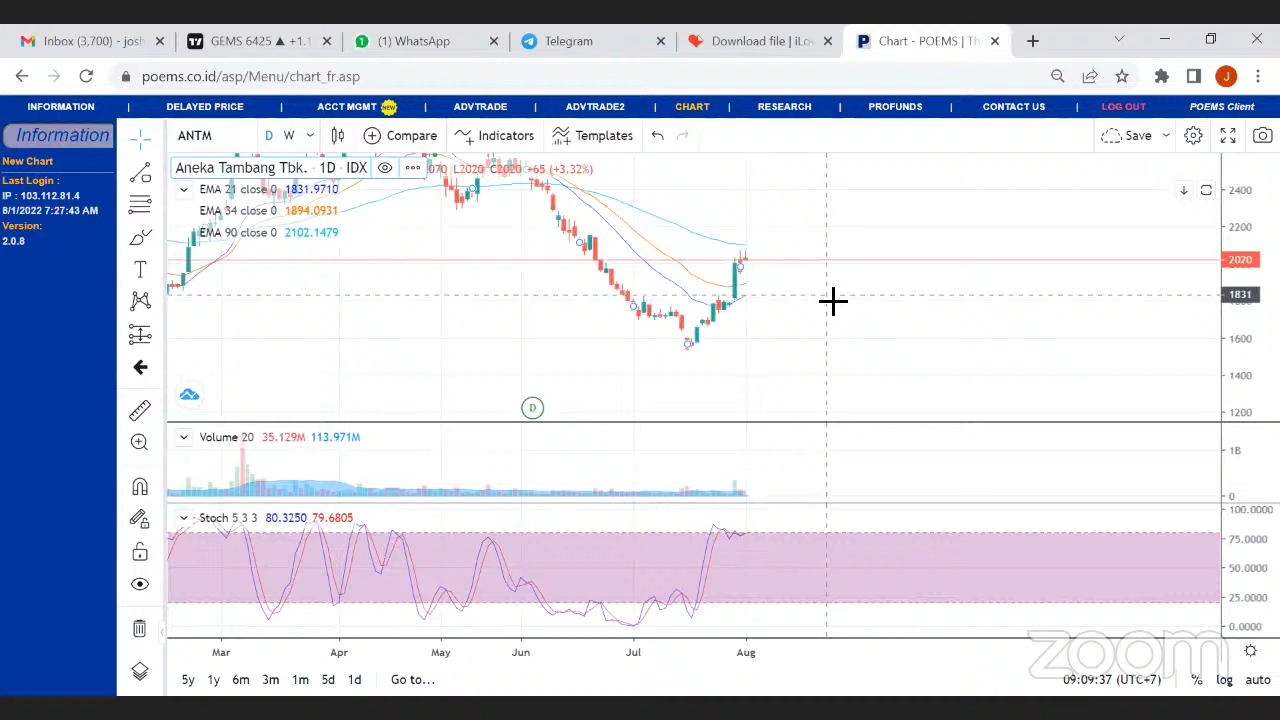 Inbox (3,700) - josh
GEMS 6425 ▲ +1.1
(1) WhatsApp
Telegram
Download file | iLov
Chart - POEMS | Th
poems.co.id/asp/Menu/chart_fr.asp
J
INFORMATION | DELAYED PRICE | ACCT MGMT NEW | ADVTRADE | ADVTRADE2 | CHART | RESEARCH | PROFUNDS | CONTACT US | LOG OUT POEMS Client
Information
New Chart
Last Login :
IP : 103.112.81.4
8/1/2022 7:27:43 AM
Version:
2.0.8
ANTM D W Compare Indicators Templates Save
Aneka Tambang Tbk. · 1D · IDX 070 L2020 C2020 +65 (+3.32%)
EMA 21 close 0 1831.9710
EMA 34 close 0 1894.0931
EMA 90 close 0 2102.1479
2400
2200
2020
1831
1600
1400
1200
D
Volume 20 35.129M 113.971M
1B
0
Stoch 5 3 3 80.3250 79.6805
100.0000
75.0000
50.0000
25.0000
0.0000
Mar Apr May Jun Jul Aug
5y 1y 6m 3m 1m 5d 1d Go to...
09:09:37 (UTC+7) % log auto
zoom